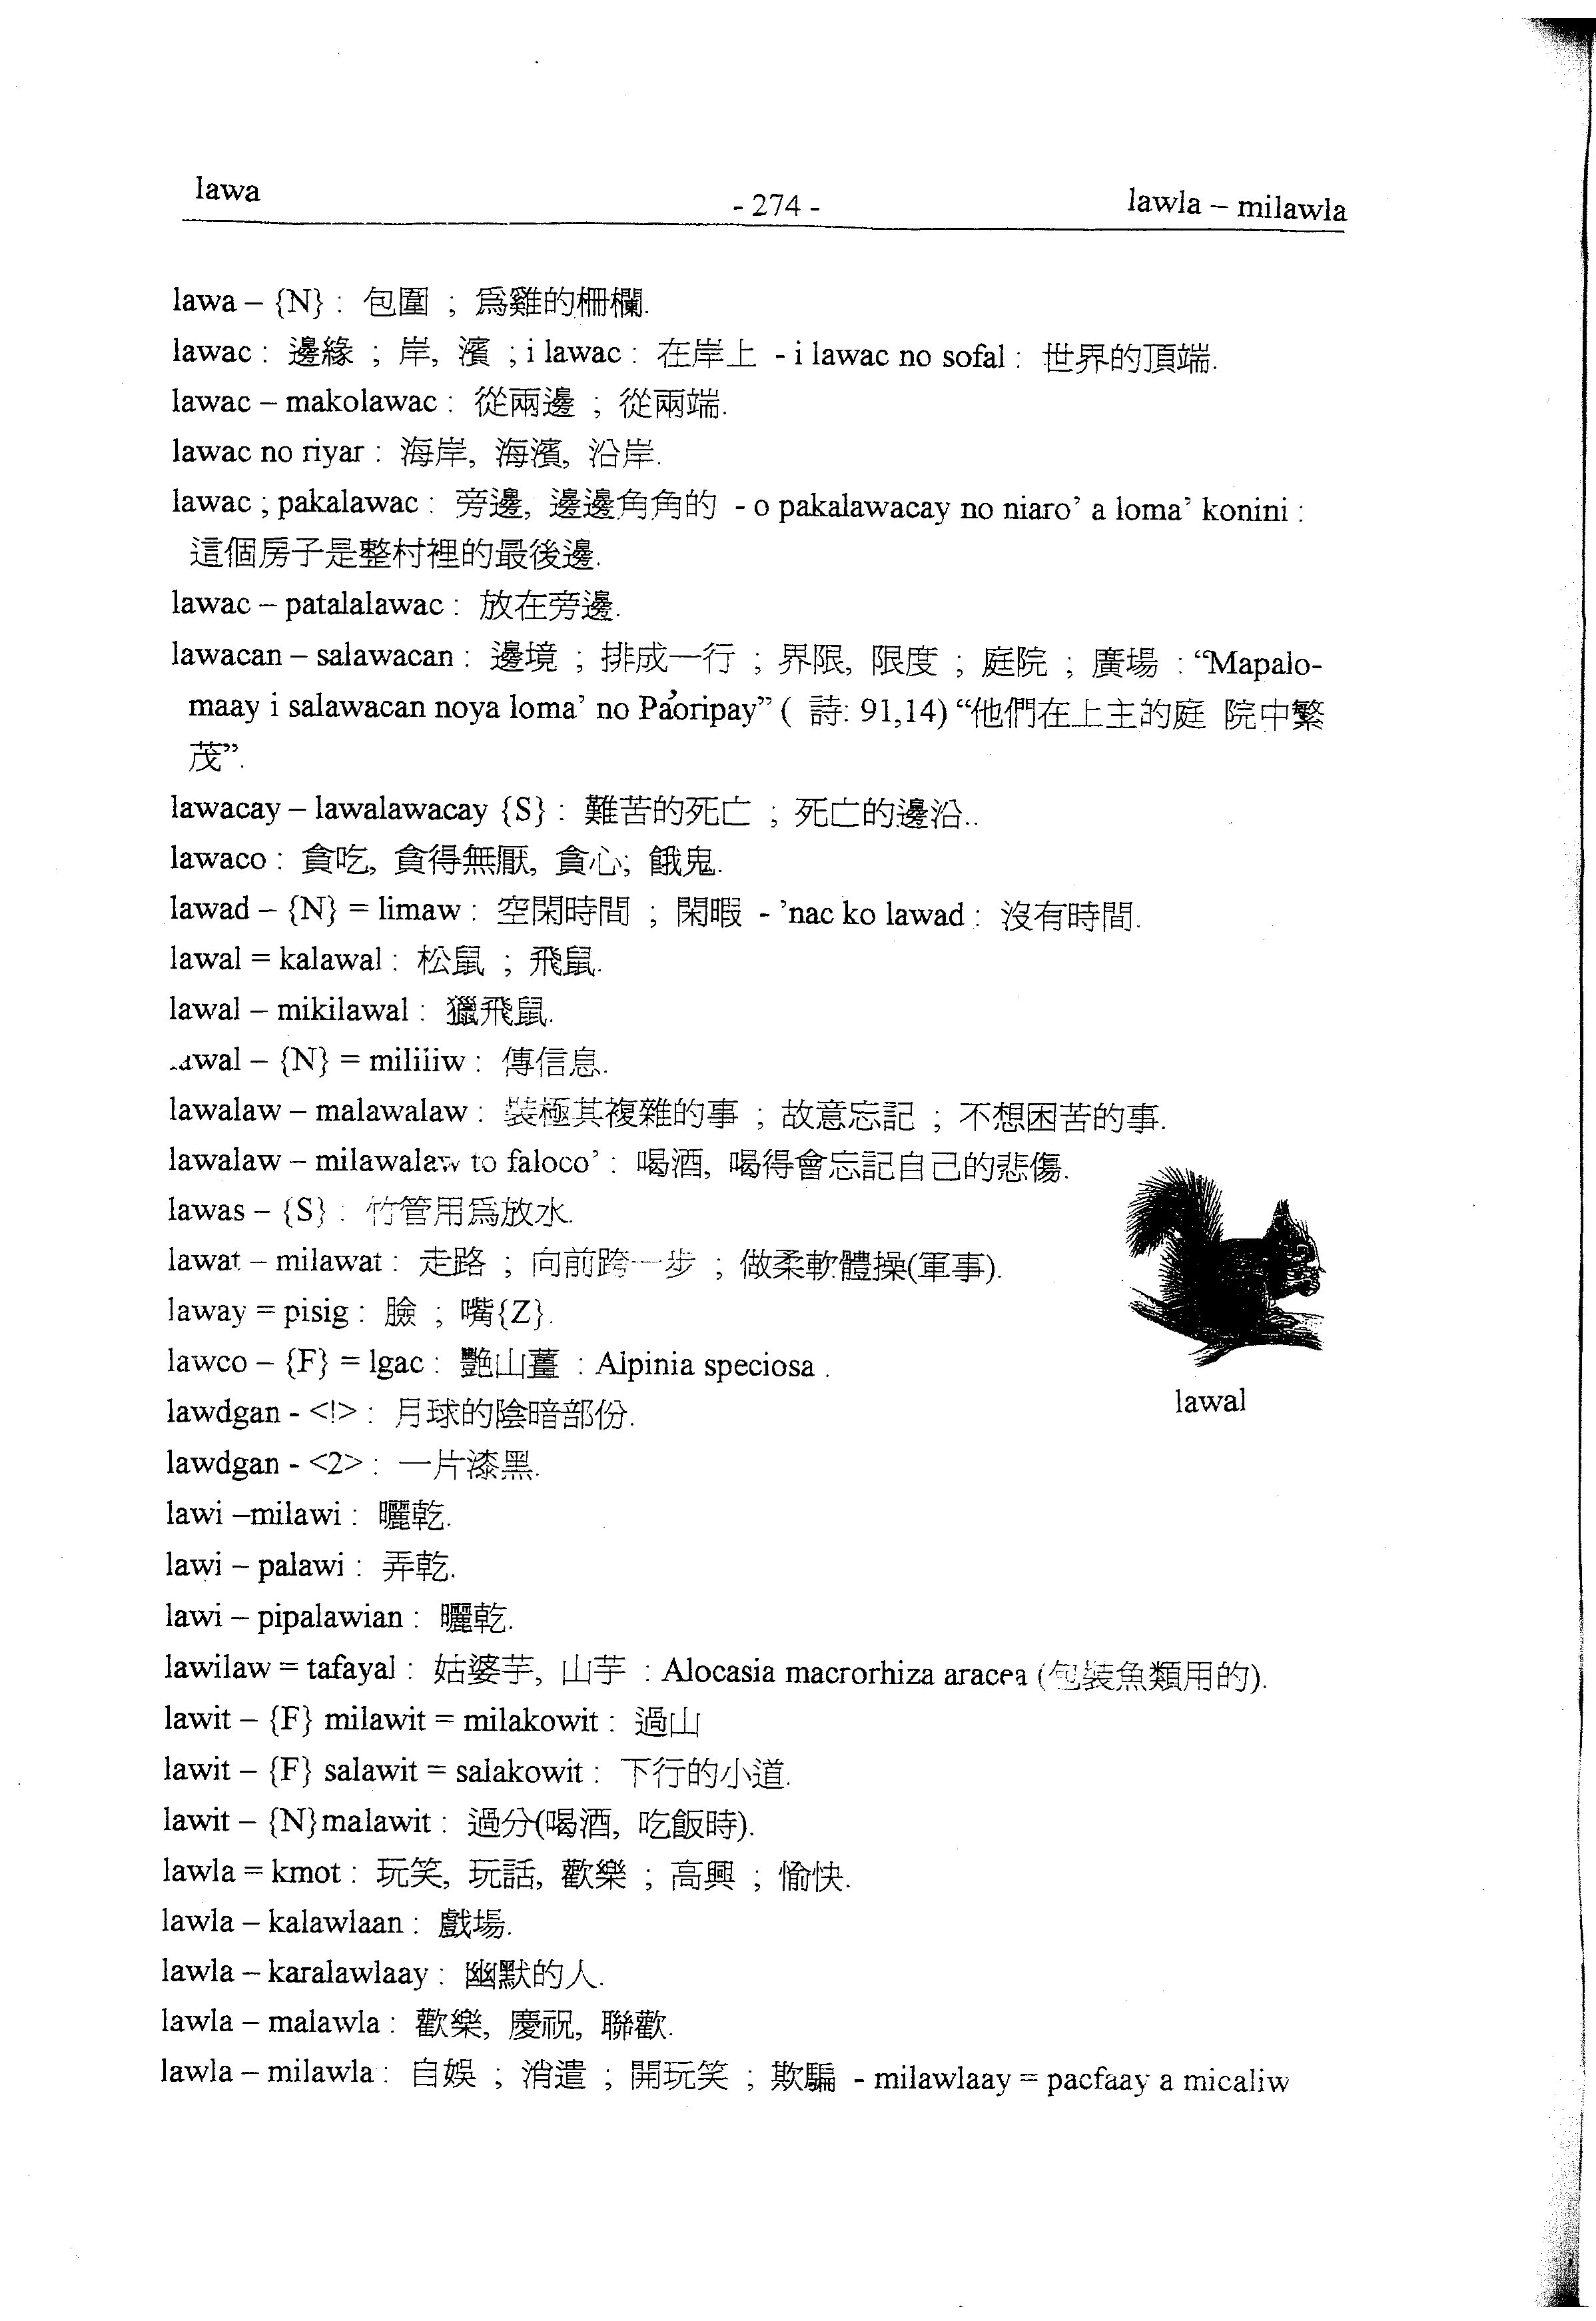 lawa
- 274 -
lawla – milawla
lawa – {N} : 包圍 ; 爲雞的柵欄.
lawac : 邊緣 ; 岸, 濱 ; i lawac : 在岸上 - i lawac no sofal : 世界的頂端.
lawac – makolawac : 從兩邊 ; 從兩端.
lawac no riyar : 海岸, 海濱, 沿岸.
lawac ; pakalawac : 旁邊, 邊邊角角的 - o pakalawacay no niaro’ a loma’ konini :
這個房子是整村裡的最後邊.
lawac – patalalawac : 放在旁邊.
lawacan – salawacan : 邊境 ; 排成一行 ; 界限, 限度 ; 庭院 ; 廣場 : “Mapalo-
maay i salawacan noya loma’ no Pa’oripay” ( 詩: 91,14) “他們在上主的庭 院中繁
茂”.
lawacay – lawalawacay {S} : 難苦的死亡 ; 死亡的邊沿..
lawaco : 貪吃, 貪得無厭, 貪心; 餓鬼.
lawad – {N} = limaw : 空閑時間 ; 閑暇 - ’nac ko lawad : 沒有時間.
lawal = kalawal : 松鼠 ; 飛鼠.
lawal – mikilawal : 獵飛鼠.
awal – {N} = miliiiw : 傳信息.
lawalaw – malawalaw : 裝極其複雜的事 ; 故意忘記 ; 不想困苦的事.
lawalaw – milawalaw to faloco’ : 喝酒, 喝得會忘記自己的悲傷.
lawas – {S} : 竹管用爲放水.
lawat – milawat : 走路 ; 向前跨一步 ; 做柔軟體操(軍事).
laway = pisig : 臉 ; 嘴{Z}.
lawco – {F} = lgac : 艷山薑 : Alpinia speciosa .
lawdgan - <!> : 月球的陰暗部份.
lawal
lawdgan - <2> : 一片漆黑.
lawi –milawi : 曬乾.
lawi – palawi : 弄乾.
lawi – pipalawian : 曬乾.
lawilaw = tafayal : 姑婆芋, 山芋 : Alocasia macrorhiza aracea (包裝魚類用的).
lawit – {F} milawit = milakowit : 過山
lawit – {F} salawit = salakowit : 下行的小道.
lawit – {N}malawit : 過分(喝酒, 吃飯時).
lawla = kmot : 玩笑, 玩話, 歡樂 ; 高興 ; 愉快.
lawla – kalawlaan : 戲場.
lawla – karalawlaay : 幽默的人.
lawla – malawla : 歡樂, 慶祝, 聯歡.
lawla – milawla : 自娛 ; 消遣 ; 開玩笑 ; 欺騙 - milawlaay = pacfaay a micaliw